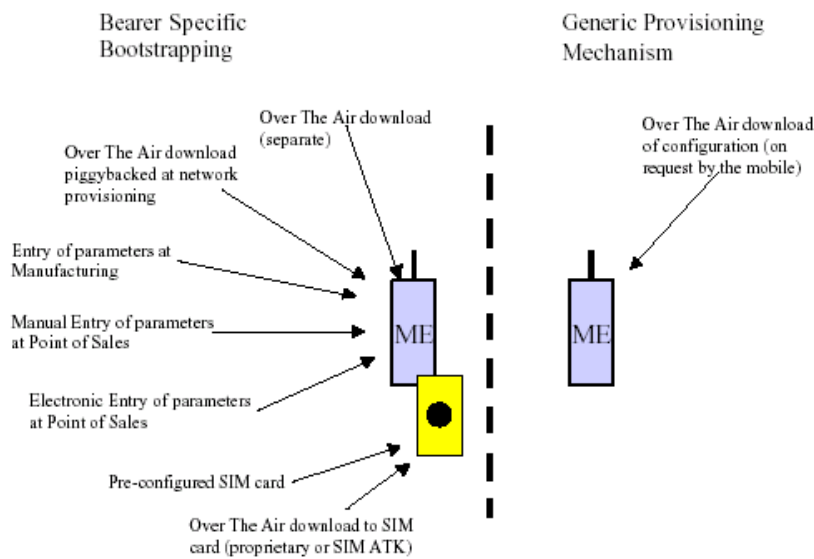 Bearer Specific
Bootstrapping
Generic Provisioning
Mechanism
Over The Air download
(separate)
Over The Air download
piggybacked at network
provisioning
Over The Air download
of configuration (on
request by the mobile)
Entry of parameters at
Manufacturing
Manual Entry of parameters
at Point of Sales
ME
ME
Electronic Entry of parameters
at Point of Sales
Pre-configured SIM card
Over The Air download to SIM
card (proprietary or SIM ATK)